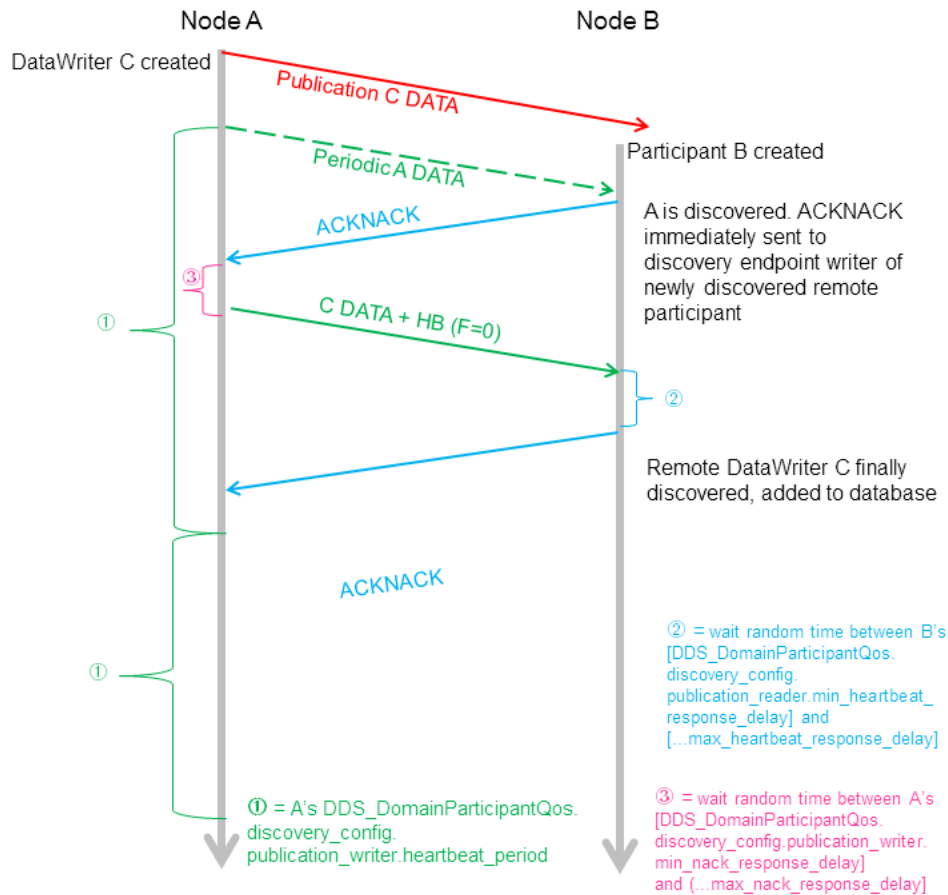 Node A
Node B
DataWriter C created
Publication C DATA
Participant B created
Periodic A DATA
ACKNACK
A is discovered. ACKNACK
immediately sent to
discovery endpoint writer of
newly discovered remote
participant
③
①
C DATA + HB (F=0)
②
Remote DataWriter C finally
discovered, added to database
ACKNACK
①
② = wait random time between B's
[DDS_DomainParticipantQos.
discovery_config.
publication_reader.min_heartbeat_
response_delay] and
[...max_heartbeat_response_delay]
① = A's DDS_DomainParticipantQos.
discovery_config.
publication_writer.heartbeat_period
③ = wait random time between A's
[DDS_DomainParticipantQos.
discovery_config.publication_writer.
min_nack_response_delay]
and (...max_nack_response_delay]